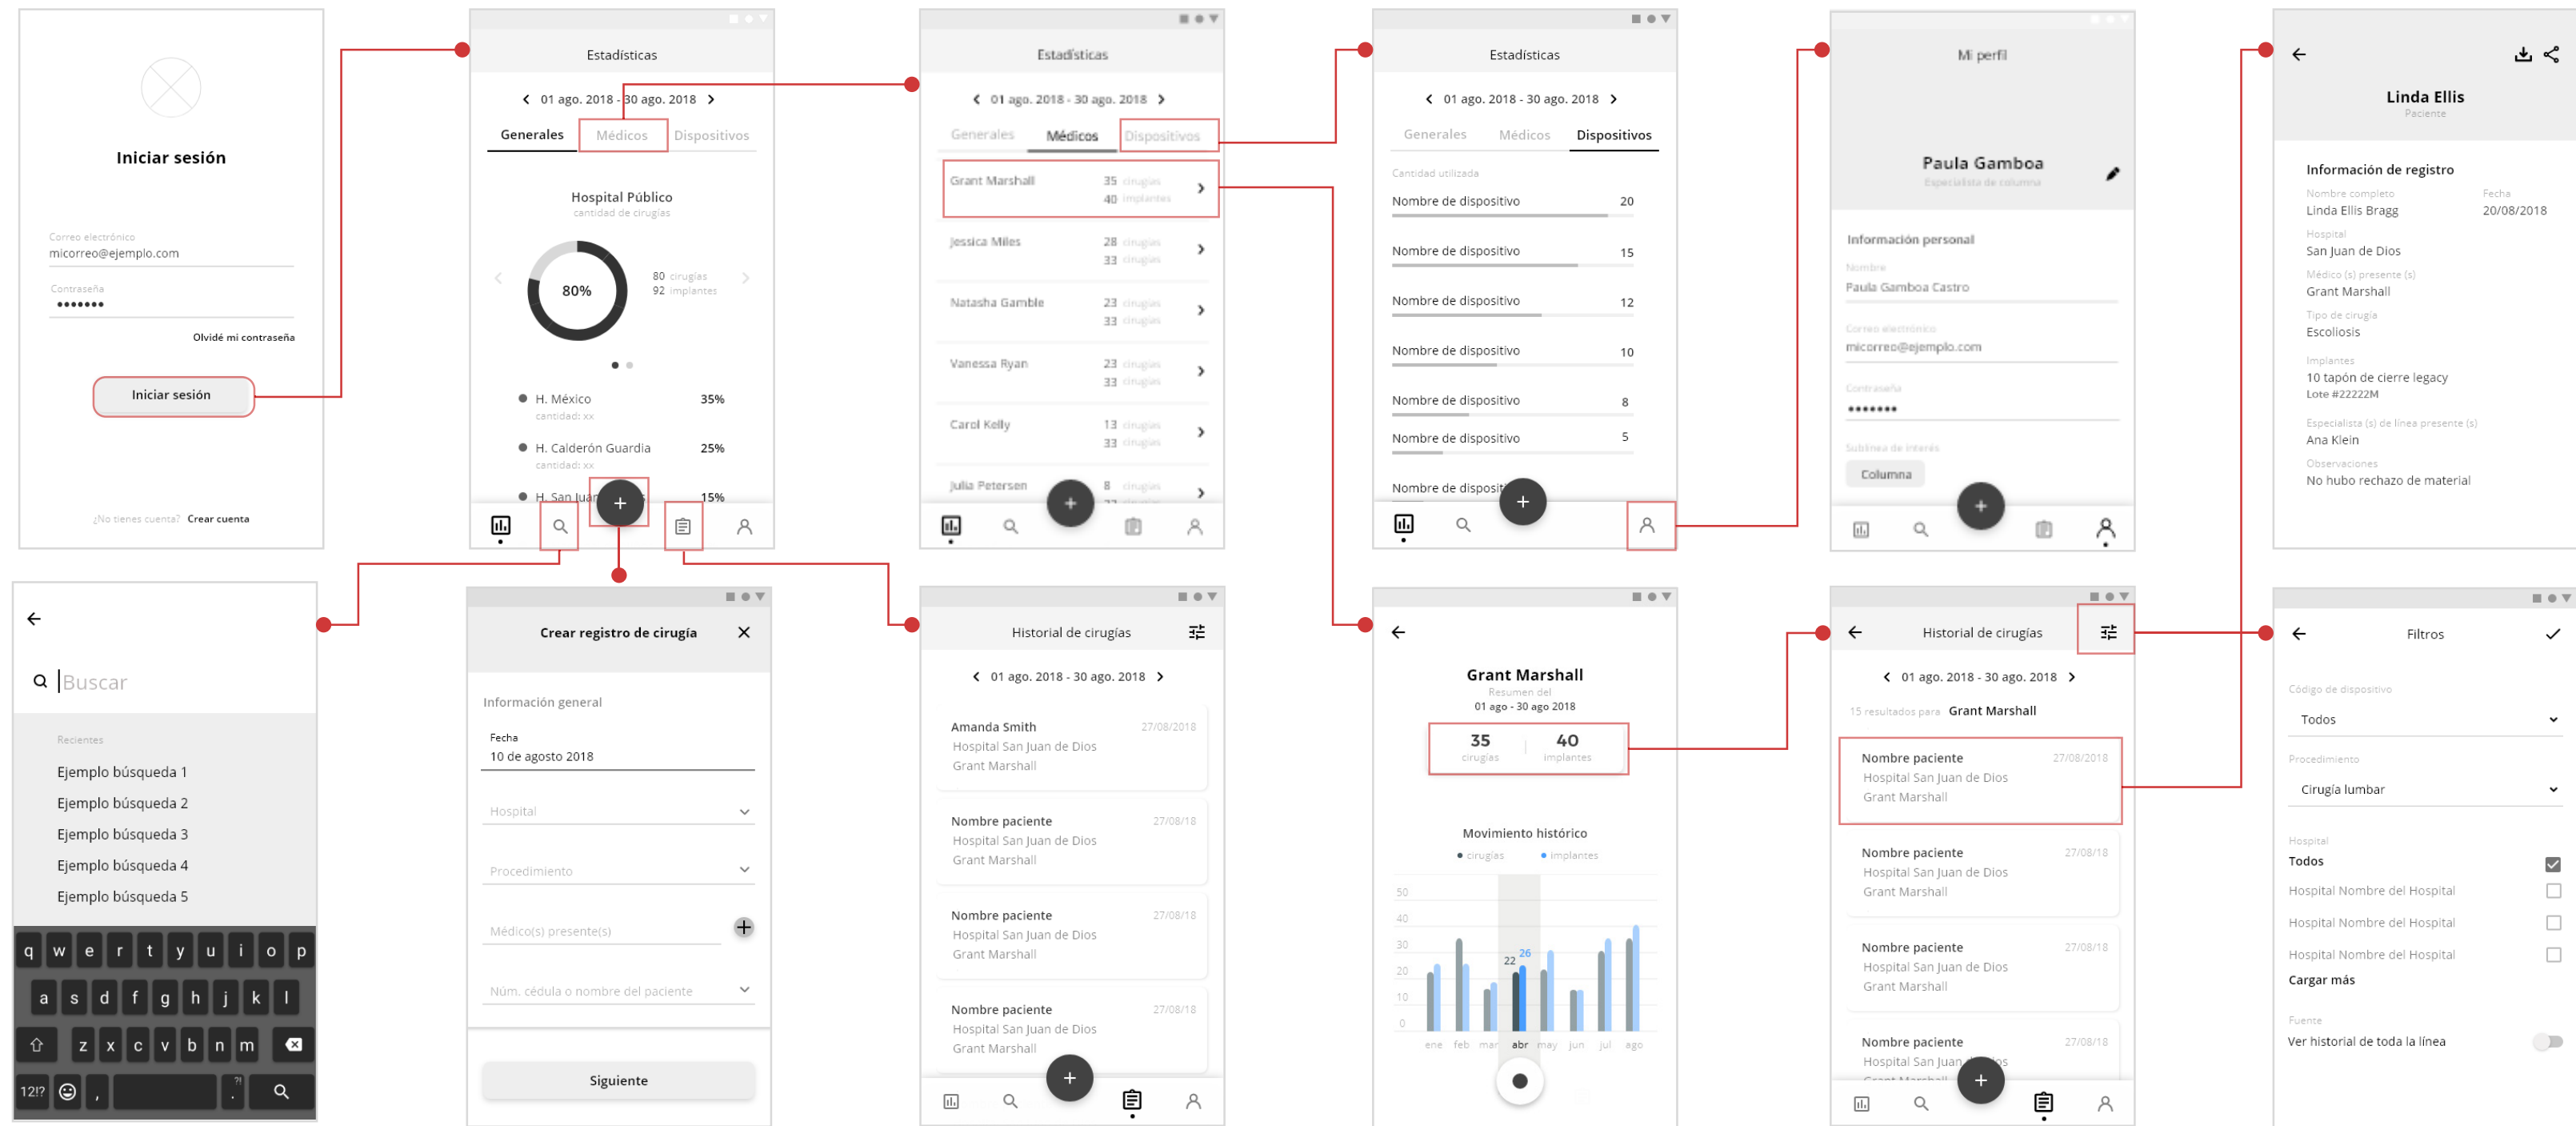 Iniciar sesión
Correo electrónico
micorreo@ejemplo.com
Contraseña
Olvidé mi contraseña
Iniciar sesión
¿No tienes cuenta? Crear cuenta
Estadísticas
01 ago. 2018 - 30 ago. 2018
Generales Médicos Dispositivos
Hospital Público
cantidad de cirugías
80%
80 cirugías
92 implantes
H. México 35%
cantidad: xx
H. Calderón Guardia 25%
cantidad: xx
H. San Juan 15%
+
Estadísticas
01 ago. 2018 - 30 ago. 2018
Generales Médicos Dispositivos
Grant Marshall 35 cirugías
40 implantes
Jessica Miles 28 cirugías
33 cirugías
Natasha Gamble 23 cirugías
33 cirugías
Vanessa Ryan 23 cirugías
33 cirugías
Carol Kelly 13 cirugías
33 cirugías
Julia Petersen 8 cirugías
+
Estadísticas
01 ago. 2018 - 30 ago. 2018
Generales Médicos Dispositivos
Cantidad utilizada
Nombre de dispositivo 20
Nombre de dispositivo 15
Nombre de dispositivo 12
Nombre de dispositivo 10
Nombre de dispositivo 8
Nombre de dispositivo 5
Nombre de disposit
+
Mi perfil
Paula Gamboa
Especialista de columna
Información personal
Nombre
Paula Gamboa Castro
Correo electrónico
micorreo@ejemplo.com
Contraseña
Sublínea de interés
Columna
+
Linda Ellis
Paciente
Información de registro
Nombre completo Fecha
Linda Ellis Bragg 20/08/2018
Hospital
San Juan de Dios
Médico (s) presente (s)
Grant Marshall
Tipo de cirugía
Escoliosis
Implantes
10 tapón de cierre legacy
Lote #22222M
Especialista (s) de línea presente (s)
Ana Klein
Observaciones
No hubo rechazo de material
Buscar
Recientes
Ejemplo búsqueda 1
Ejemplo búsqueda 2
Ejemplo búsqueda 3
Ejemplo búsqueda 4
Ejemplo búsqueda 5
q w e r t y u i o p
a s d f g h j k l
z x c v b n m
12!? , ?! .
Crear registro de cirugía
Información general
Fecha
10 de agosto 2018
Hospital
Procedimiento
Médico(s) presente(s)
Núm. cédula o nombre del paciente
Siguiente
Historial de cirugías
01 ago. 2018 - 30 ago. 2018
Amanda Smith 27/08/2018
Hospital San Juan de Dios
Grant Marshall
Nombre paciente 27/08/18
Hospital San Juan de Dios
Grant Marshall
Nombre paciente 27/08/18
Hospital San Juan de Dios
Grant Marshall
Nombre paciente 27/08/18
Hospital San Juan de Dios
Grant Marshall
+
Grant Marshall
Resumen del
01 ago - 30 ago 2018
35 40
cirugías implantes
Movimiento histórico
cirugías implantes
50
40
30
20
10
0
22 26
ene feb mar abr may jun jul ago
Historial de cirugías
01 ago. 2018 - 30 ago. 2018
15 resultados para Grant Marshall
Nombre paciente 27/08/2018
Hospital San Juan de Dios
Grant Marshall
Nombre paciente 27/08/18
Hospital San Juan de Dios
Grant Marshall
Nombre paciente 27/08/18
Hospital San Juan de Dios
Grant Marshall
Nombre paciente 27/08/18
Hospital San Juan de Dios
Grant Marshall
+
Filtros
Código de dispositivo
Todos
Procedimiento
Cirugía lumbar
Hospital
Todos
Hospital Nombre del Hospital
Hospital Nombre del Hospital
Hospital Nombre del Hospital
Cargar más
Fuente
Ver historial de toda la línea